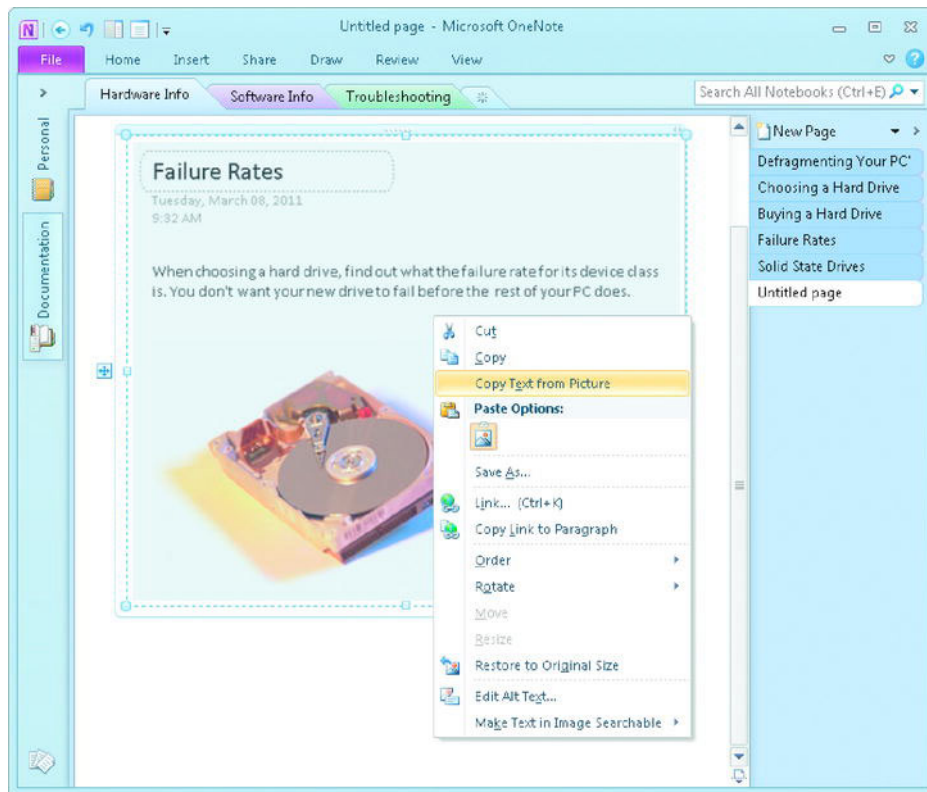 Untitled page - Microsoft OneNote
File Home Insert Share Draw Review View
Hardware Info Software Info Troubleshooting
Search All Notebooks (Ctrl+E)
Personal
Documentation
Failure Rates
Tuesday, March 08, 2011
9:32 AM
When choosing a hard drive, find out what the failure rate for its device class
is. You don't want your new drive to fail before the rest of your PC does.
Cut
Copy
Copy Text from Picture
Paste Options:
Save As...
Link... (Ctrl+K)
Copy Link to Paragraph
Order
Rotate
Move
Resize
Restore to Original Size
Edit Alt Text...
Make Text in Image Searchable
New Page
Defragmenting Your PC'
Choosing a Hard Drive
Buying a Hard Drive
Failure Rates
Solid State Drives
Untitled page